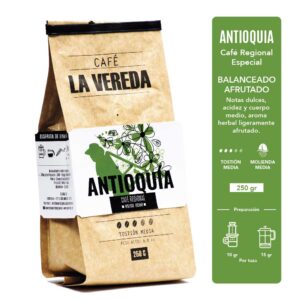 CAFÉ
LA VEREDA
ANTIOQUIA
CAFÉ REGIONAL
TOSTIÓN MEDIA
250 G
ANTIOQUIA
Café Regional
Especial
BALANCEADO
AFRUTADO
Notas dulces,
acidez y cuerpo
medio, aroma
herbal ligeramente
afrutado.
TOSTIÓN
MEDIA
MOLIENDA
MEDIA
250 gr
Preparación
10 gr
15 gr
Por taza